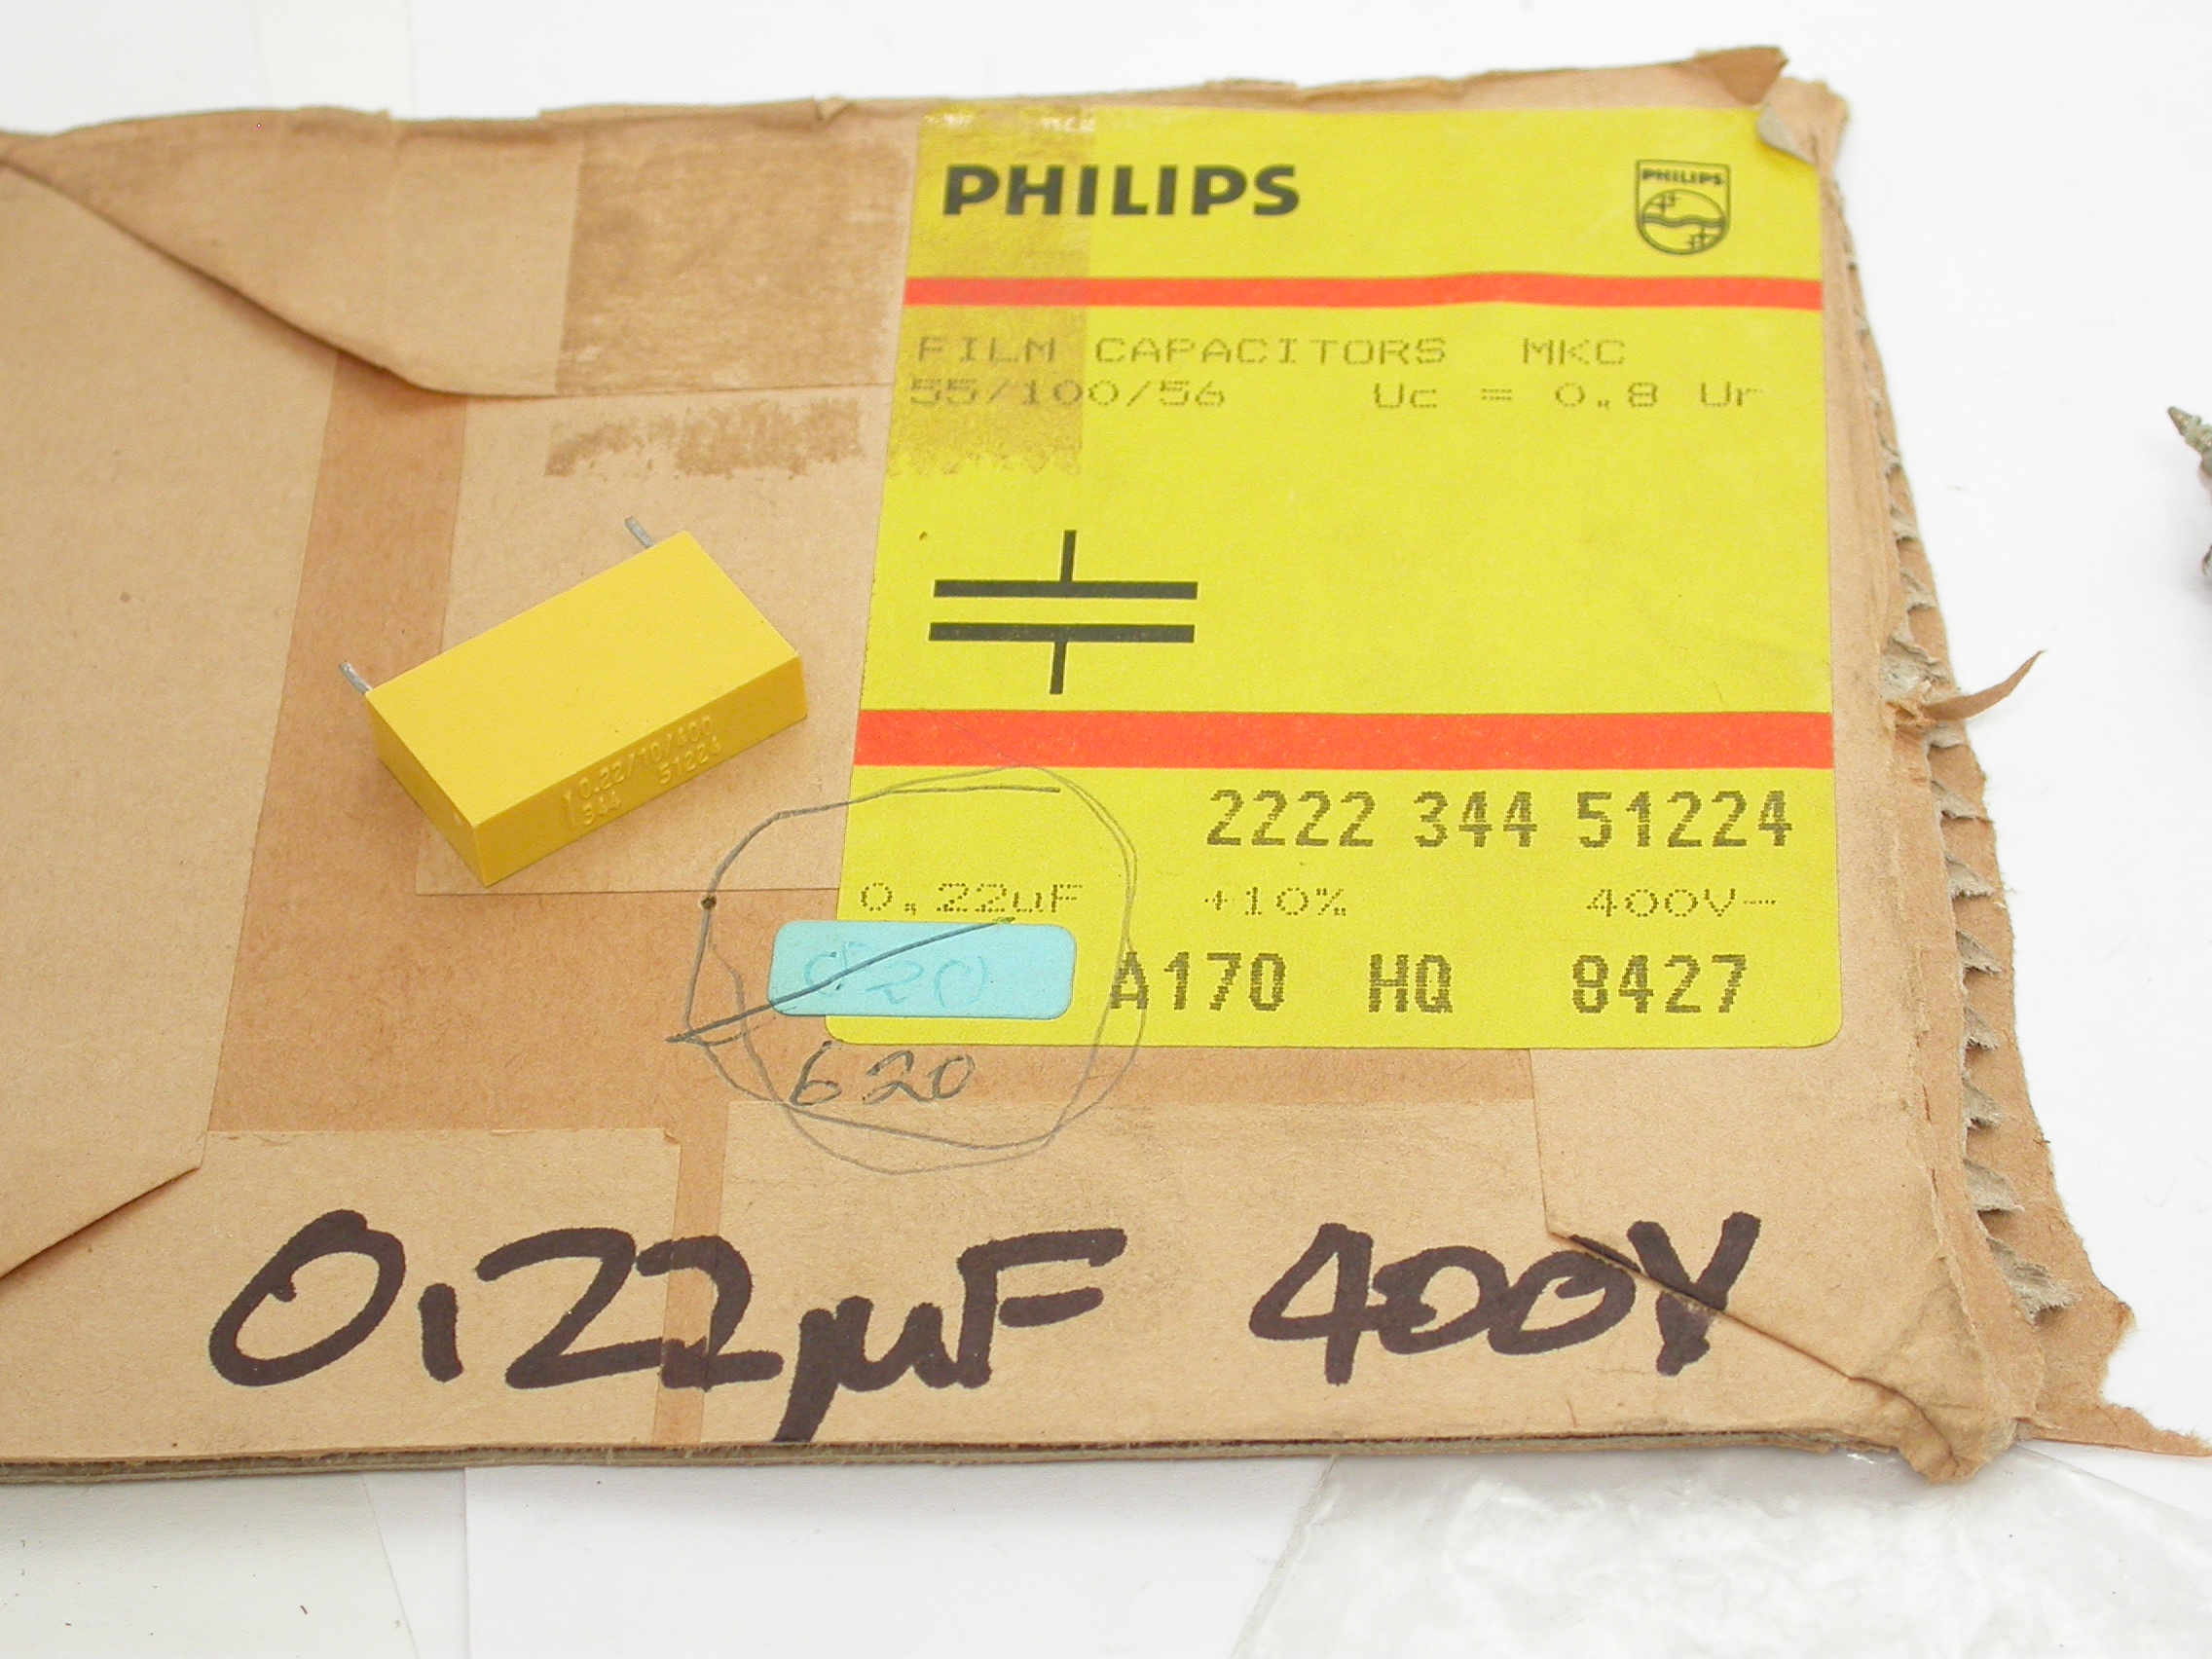 PHILIPS
PHILIPS
FILM CAPACITORS MKC
55/100/56 Uc = 0.8 Ur
0.22/10/400
344 51224
2222 344 51224
0.22uF +10% 400V-
A170 HQ 8427
620
0,22µF 400V